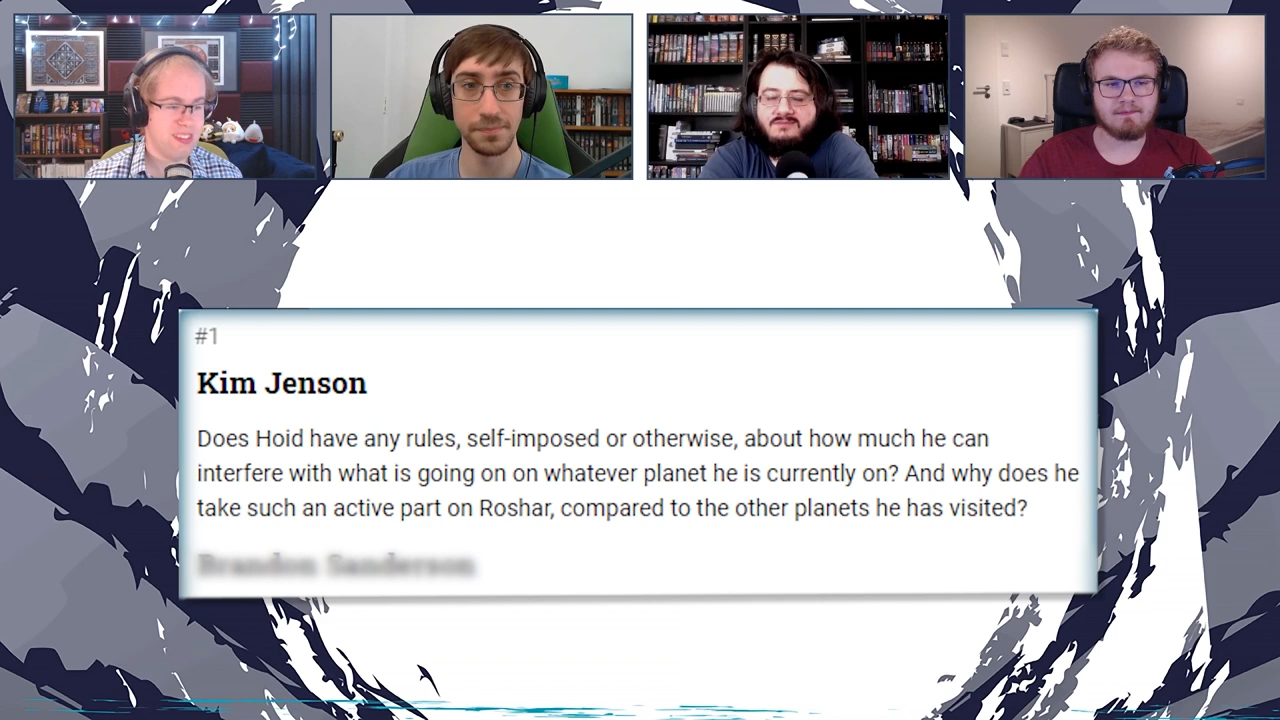 #1
Kim Jenson
Does Hoid have any rules, self-imposed or otherwise, about how much he can
interfere with what is going on on whatever planet he is currently on? And why does he
take such an active part on Roshar, compared to the other planets he has visited?
Brandon Sanderson